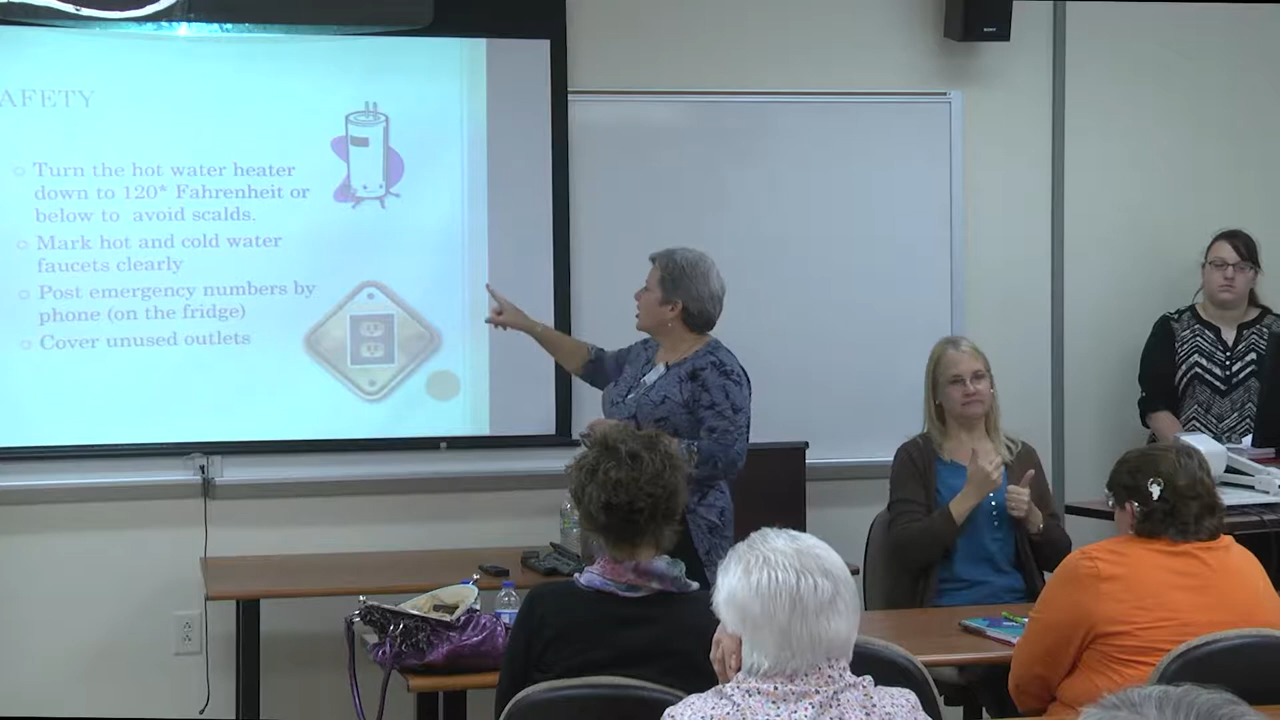 AFETY
Turn the hot water heater
down to 120* Fahrenheit or
below to avoid scalds.
Mark hot and cold water
faucets clearly
Post emergency numbers by
phone (on the fridge)
Cover unused outlets
SONY